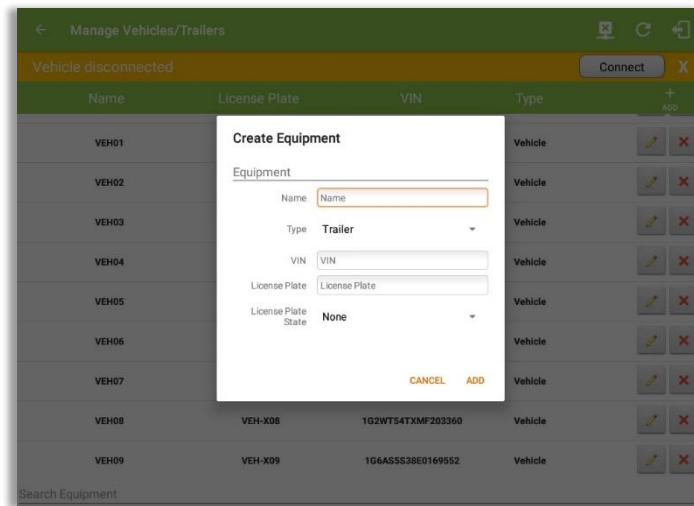 Manage Vehicles/Trailers
Vehicle disconnected
Connect X
Name License Plate VIN Type ADD
VEH01 Vehicle
VEH02 Vehicle
VEH03 Vehicle
VEH04 Vehicle
VEH05 Vehicle
VEH06 Vehicle
VEH07 Vehicle
VEH08 VEH-X08 1G2WT54TXMF203360 Vehicle
VEH09 VEH-X09 1G6AS5S38E0169552 Vehicle
Search Equipment
Create Equipment
Equipment
Name Name
Type Trailer
VIN VIN
License Plate License Plate
License Plate
State None
CANCEL ADD